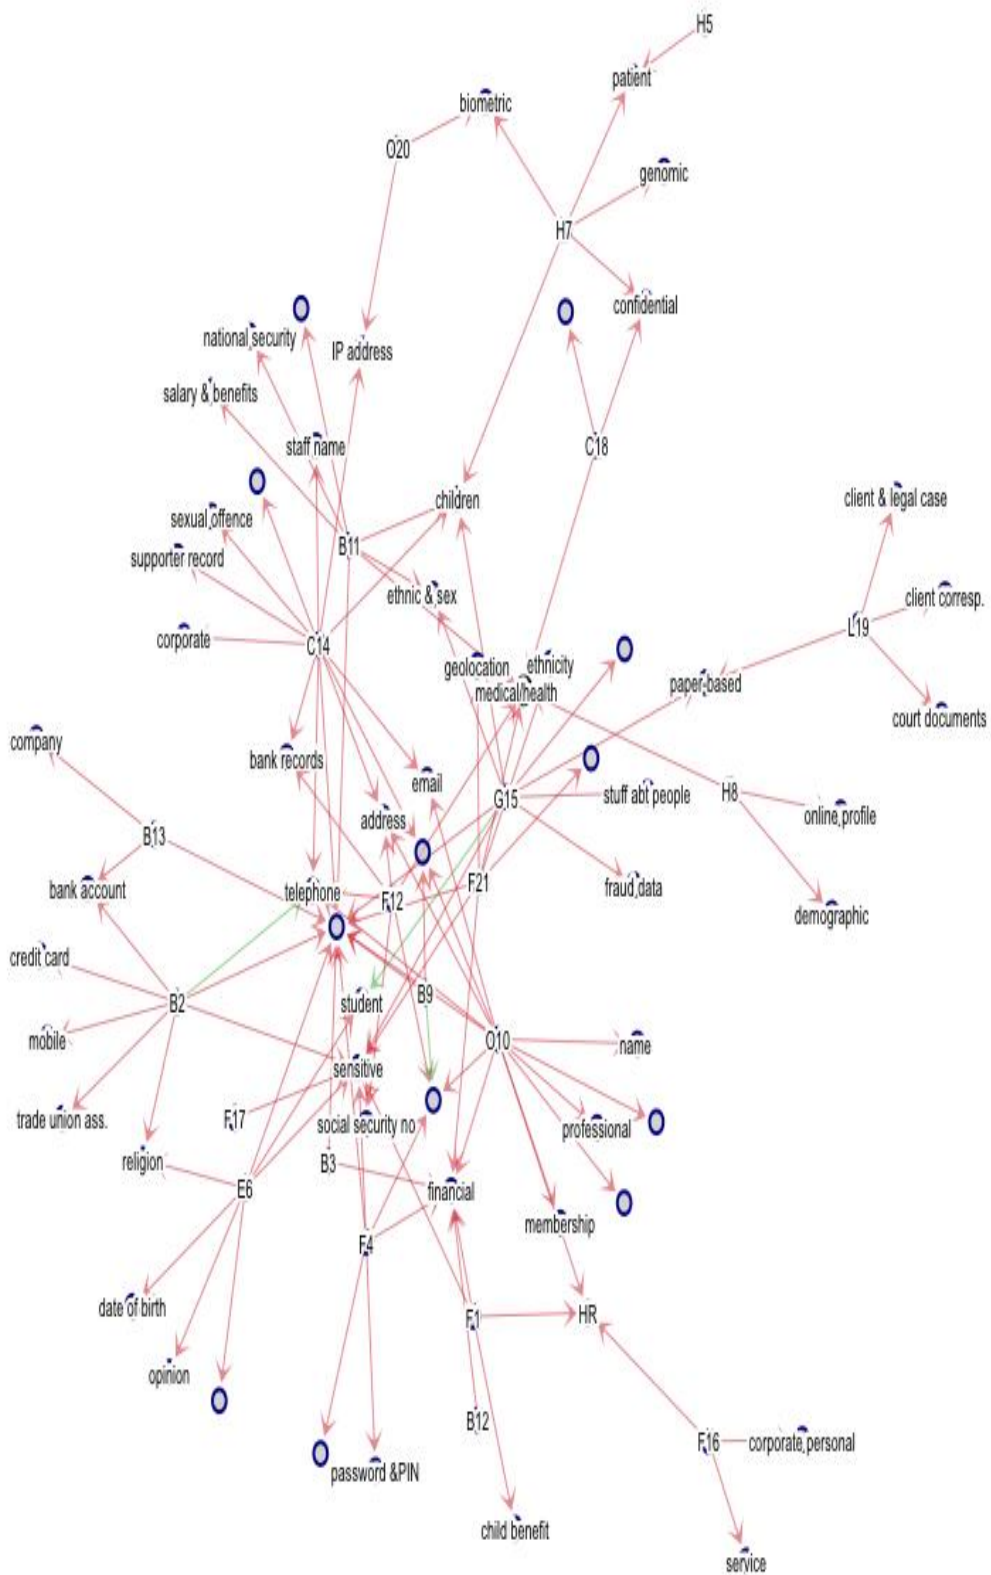 H5
patient
biometric
O20
genomic
H7
confidential
national security
IP address
salary & benefits
staff name
C18
children
client & legal case
sexual offence
B11
supporter record
ethnic & sex
client corresp.
corporate
C14
L19
geolocation
ethnicity
paper-based
medical/health
court documents
company
bank records
email
stuff abt people
H8
G15
online profile
address
B13
bank account
telephone
F12
F21
fraud data
demographic
credit card
B2
student
B9
mobile
O10
name
sensitive
trade union ass.
F17
social security no
professional
religion
B3
E6
financial
membership
F4
date of birth
F1
HR
opinion
B12
F16
corporate personal
password &PIN
child benefit
service